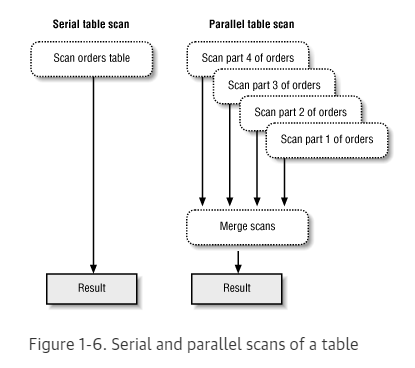 Serial table scan
Parallel table scan
Scan orders table
Scan part 4 of orders
Scan part 3 of orders
Scan part 2 of orders
Scan part 1 of orders
Merge scans
Result
Result
Figure 1-6. Serial and parallel scans of a table